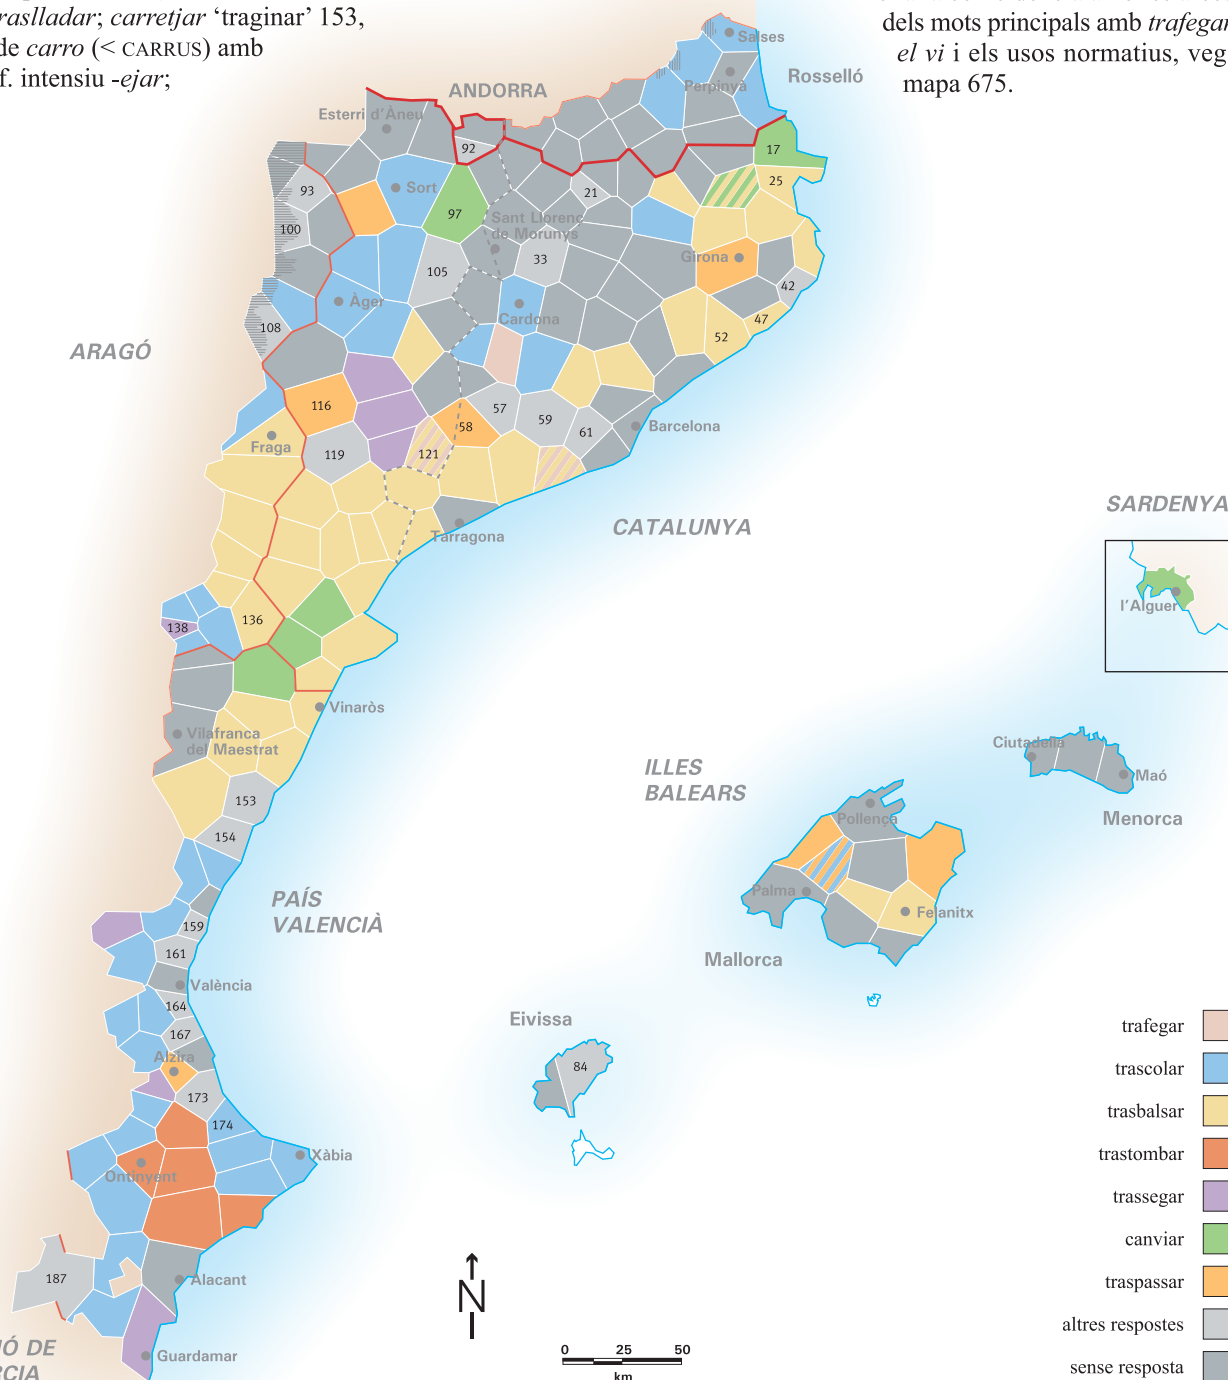 raslladar; carretjar ‘traginar’ 153,
de carro (< CARRUS) amb
f. intensiu -ejar;
dels mots principals amb trafegar
el vi i els usos normatius, veg
mapa 675.
Salses
Rosselló
Perpinyà
ANDORRA
Esterri d’Àneu
92
17
25
93
Sort
21
97
100
Sant Llorenç
de Morunys
33
Girona
105
42
Àger
Cardona
108
47
52
ARAGÓ
116
57
58
59
61
Barcelona
Fraga
119
121
SARDENYA
CATALUNYA
Tarragona
l’Alguer
136
138
Vinaròs
Vilafranca
del Maestrat
Ciutadella
ILLES
BALEARS
Maó
153
Menorca
Pollença
154
PAÍS
VALENCIÀ
Palma
Felanitx
159
161
Mallorca
València
164
Eivissa
167
trafegar
Alzira
84
trascolar
173
174
trasbalsar
Xàbia
trastombar
Ontinyent
trassegar
canviar
187
Alacant
traspassar
N
altres respostes
IÓ DE
RCIA
Guardamar
0 25 50
km
sense resposta